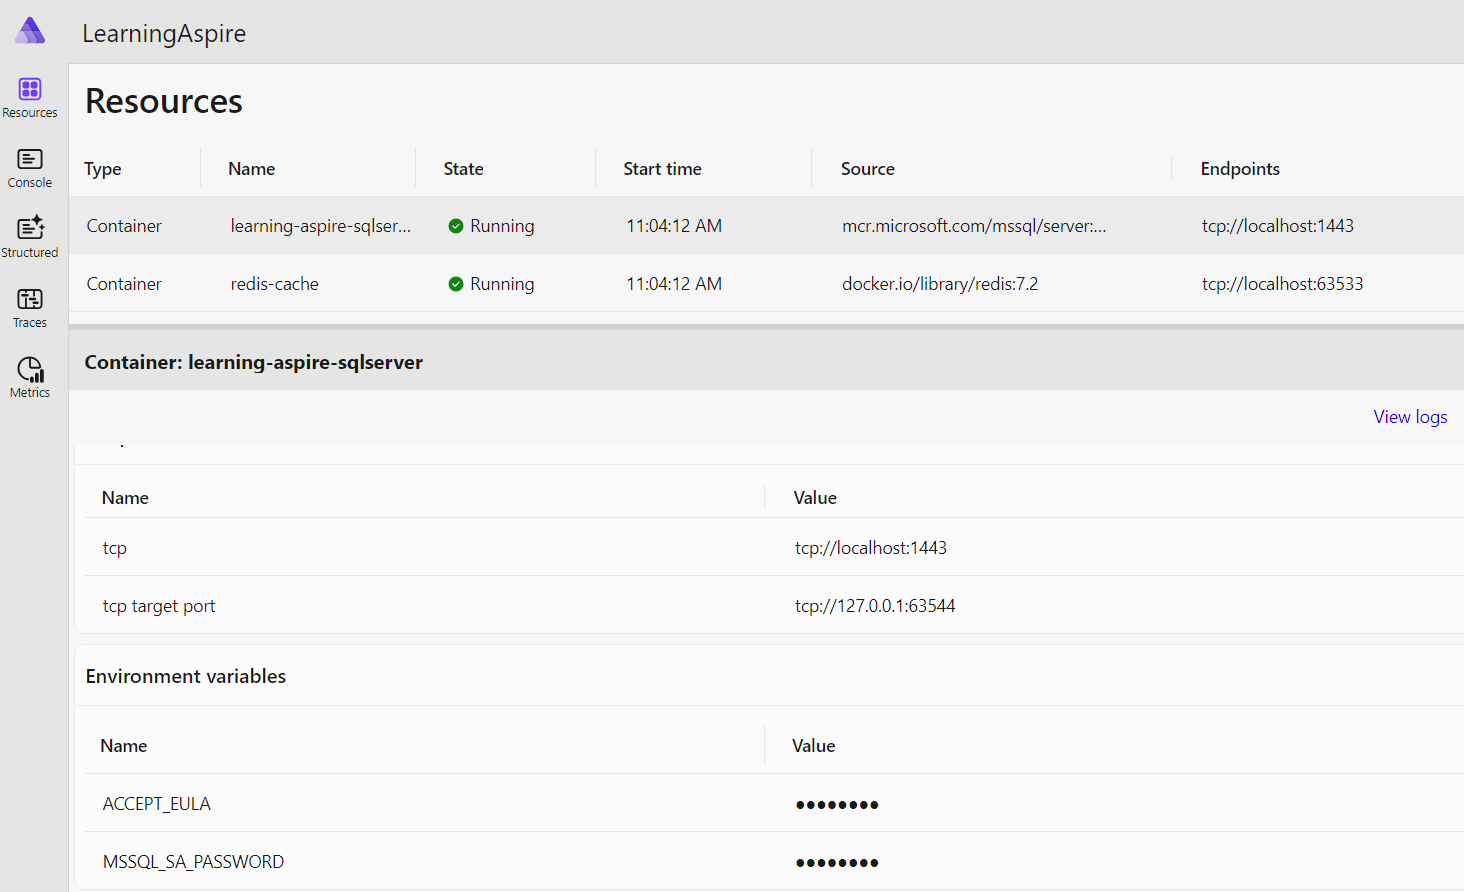 LearningAspire
Resources
Console
Structured
Traces
Metrics
Resources
Type Name State Start time Source Endpoints
Container learning-aspire-sqlser... Running 11:04:12 AM mcr.microsoft.com/mssql/server:... tcp://localhost:1443
Container redis-cache Running 11:04:12 AM docker.io/library/redis:7.2 tcp://localhost:63533
Container: learning-aspire-sqlserver
View logs
Name Value
tcp tcp://localhost:1443
tcp target port tcp://127.0.0.1:63544
Environment variables
Name Value
ACCEPT_EULA ●●●●●●●●
MSSQL_SA_PASSWORD ●●●●●●●●